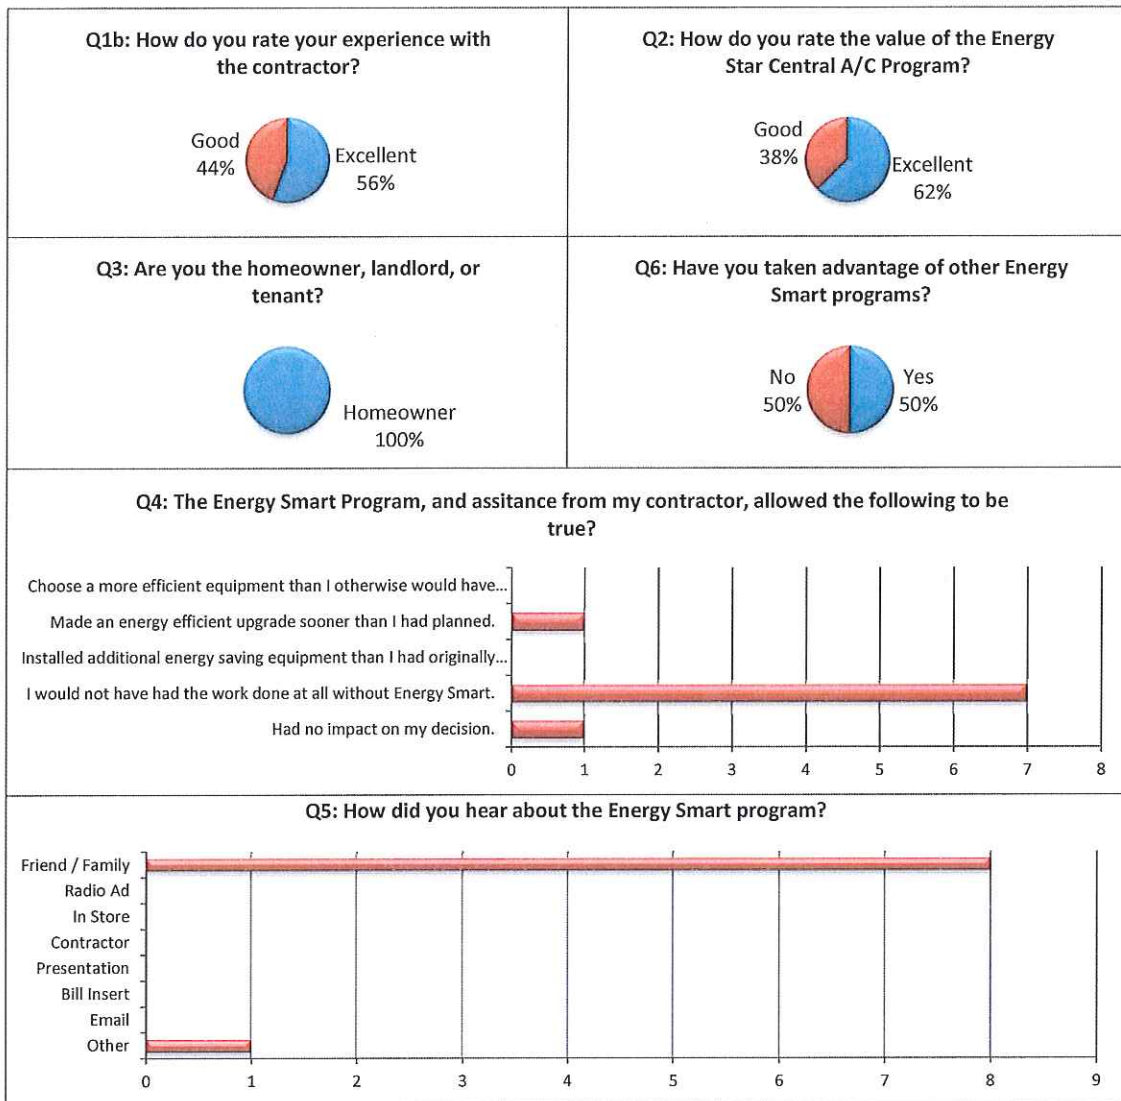 Q1b: How do you rate your experience with
the contractor?
Good
44%
Excellent
56%
Q2: How do you rate the value of the Energy
Star Central A/C Program?
Good
38%
Excellent
62%
Q3: Are you the homeowner, landlord, or
tenant?
Homeowner
100%
Q6: Have you taken advantage of other Energy
Smart programs?
No
50%
Yes
50%
Q4: The Energy Smart Program, and assitance from my contractor, allowed the following to be
true?
Choose a more efficient equipment than I otherwise would have...
Made an energy efficient upgrade sooner than I had planned.
Installed additional energy saving equipment than I had originally...
I would not have had the work done at all without Energy Smart.
Had no impact on my decision.
0 1 2 3 4 5 6 7 8
Q5: How did you hear about the Energy Smart program?
Friend / Family
Radio Ad
In Store
Contractor
Presentation
Bill Insert
Email
Other
0 1 2 3 4 5 6 7 8 9